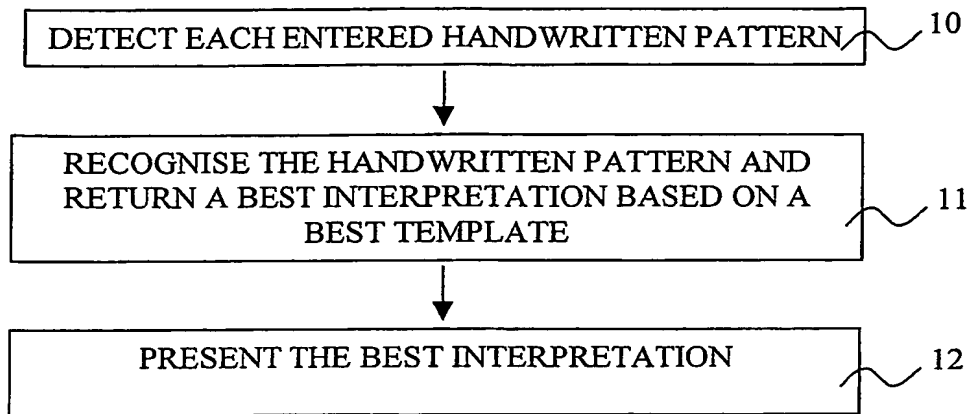 DETECT EACH ENTERED HANDWRITTEN PATTERN
10
RECOGNISE THE HANDWRITTEN PATTERN AND
RETURN A BEST INTERPRETATION BASED ON A
BEST TEMPLATE
11
PRESENT THE BEST INTERPRETATION
12